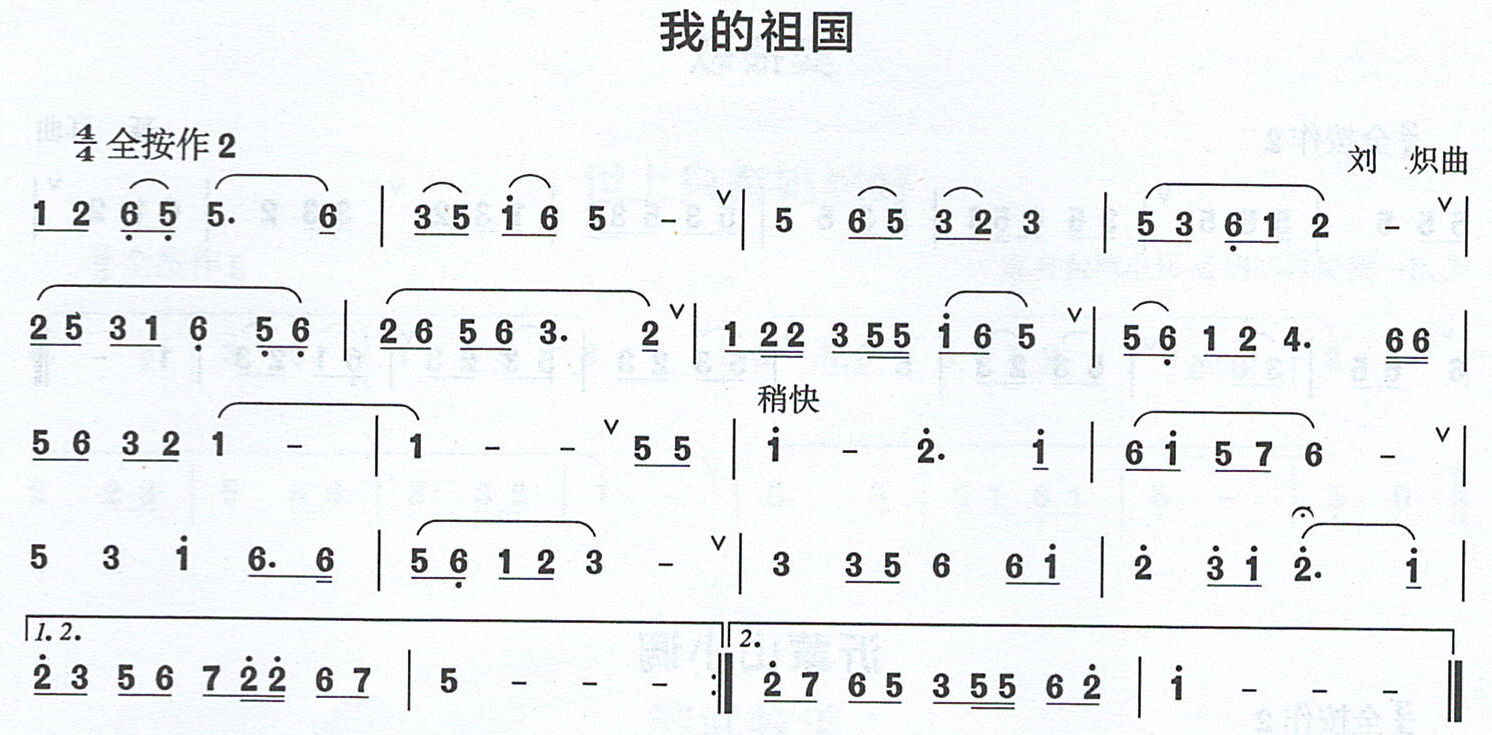 我的祖国
4/4 全按作 2
刘 炽曲
1 2 6̣ 5̣ 5. 6 | 3 5 i̇ 6 5 - ∨ | 5 6 5 3 2 3 | 5 3 6̣ 1 2 - ∨ |
2 5 3 1 6̣ 5̣ 6̣ | 2 6 5 6 3. 2 ∨ | 1 2 2 3 5 5 i̇ 6 5 ∨ | 5 6̣ 1 2 4. 6 6 |
稍快
5 6 3 2 1 - | 1 - - ∨ 5 5 | i̇ - 2̇. i̇ | 6 i̇ 5 7 6 - ∨ |
5 3 i̇ 6. 6 | 5 6̣ 1 2 3 - ∨ | 3 3 5 6 6 i̇ | 2̇ 3̇ i̇ 2̇. i̇ |
1. 2. 2.
2̇ 3 5 6 7 2̇ 2̇ 6 7 | 5 - - - :‖ 2̇ 7 6 5 3 5 5 6 2̇ | i̇ - - - ‖